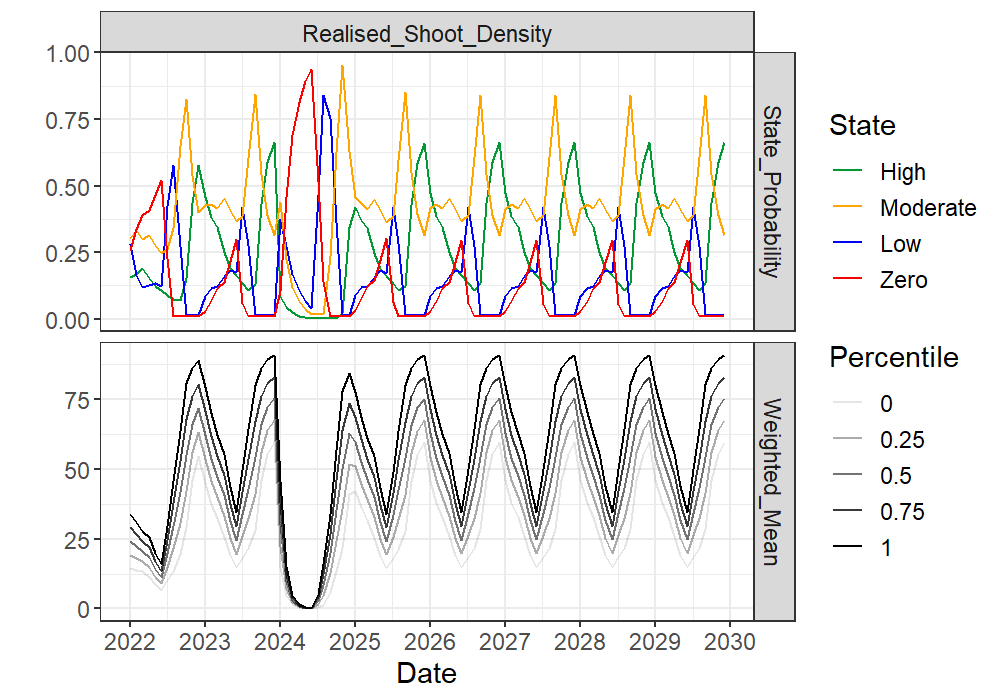 Realised_Shoot_Density
1.00
0.75
0.50
0.25
0.00
State_Probability
75
50
25
0
Weighted_Mean
2022 2023 2024 2025 2026 2027 2028 2029 2030
Date
State
High
Moderate
Low
Zero
Percentile
0
0.25
0.5
0.75
1